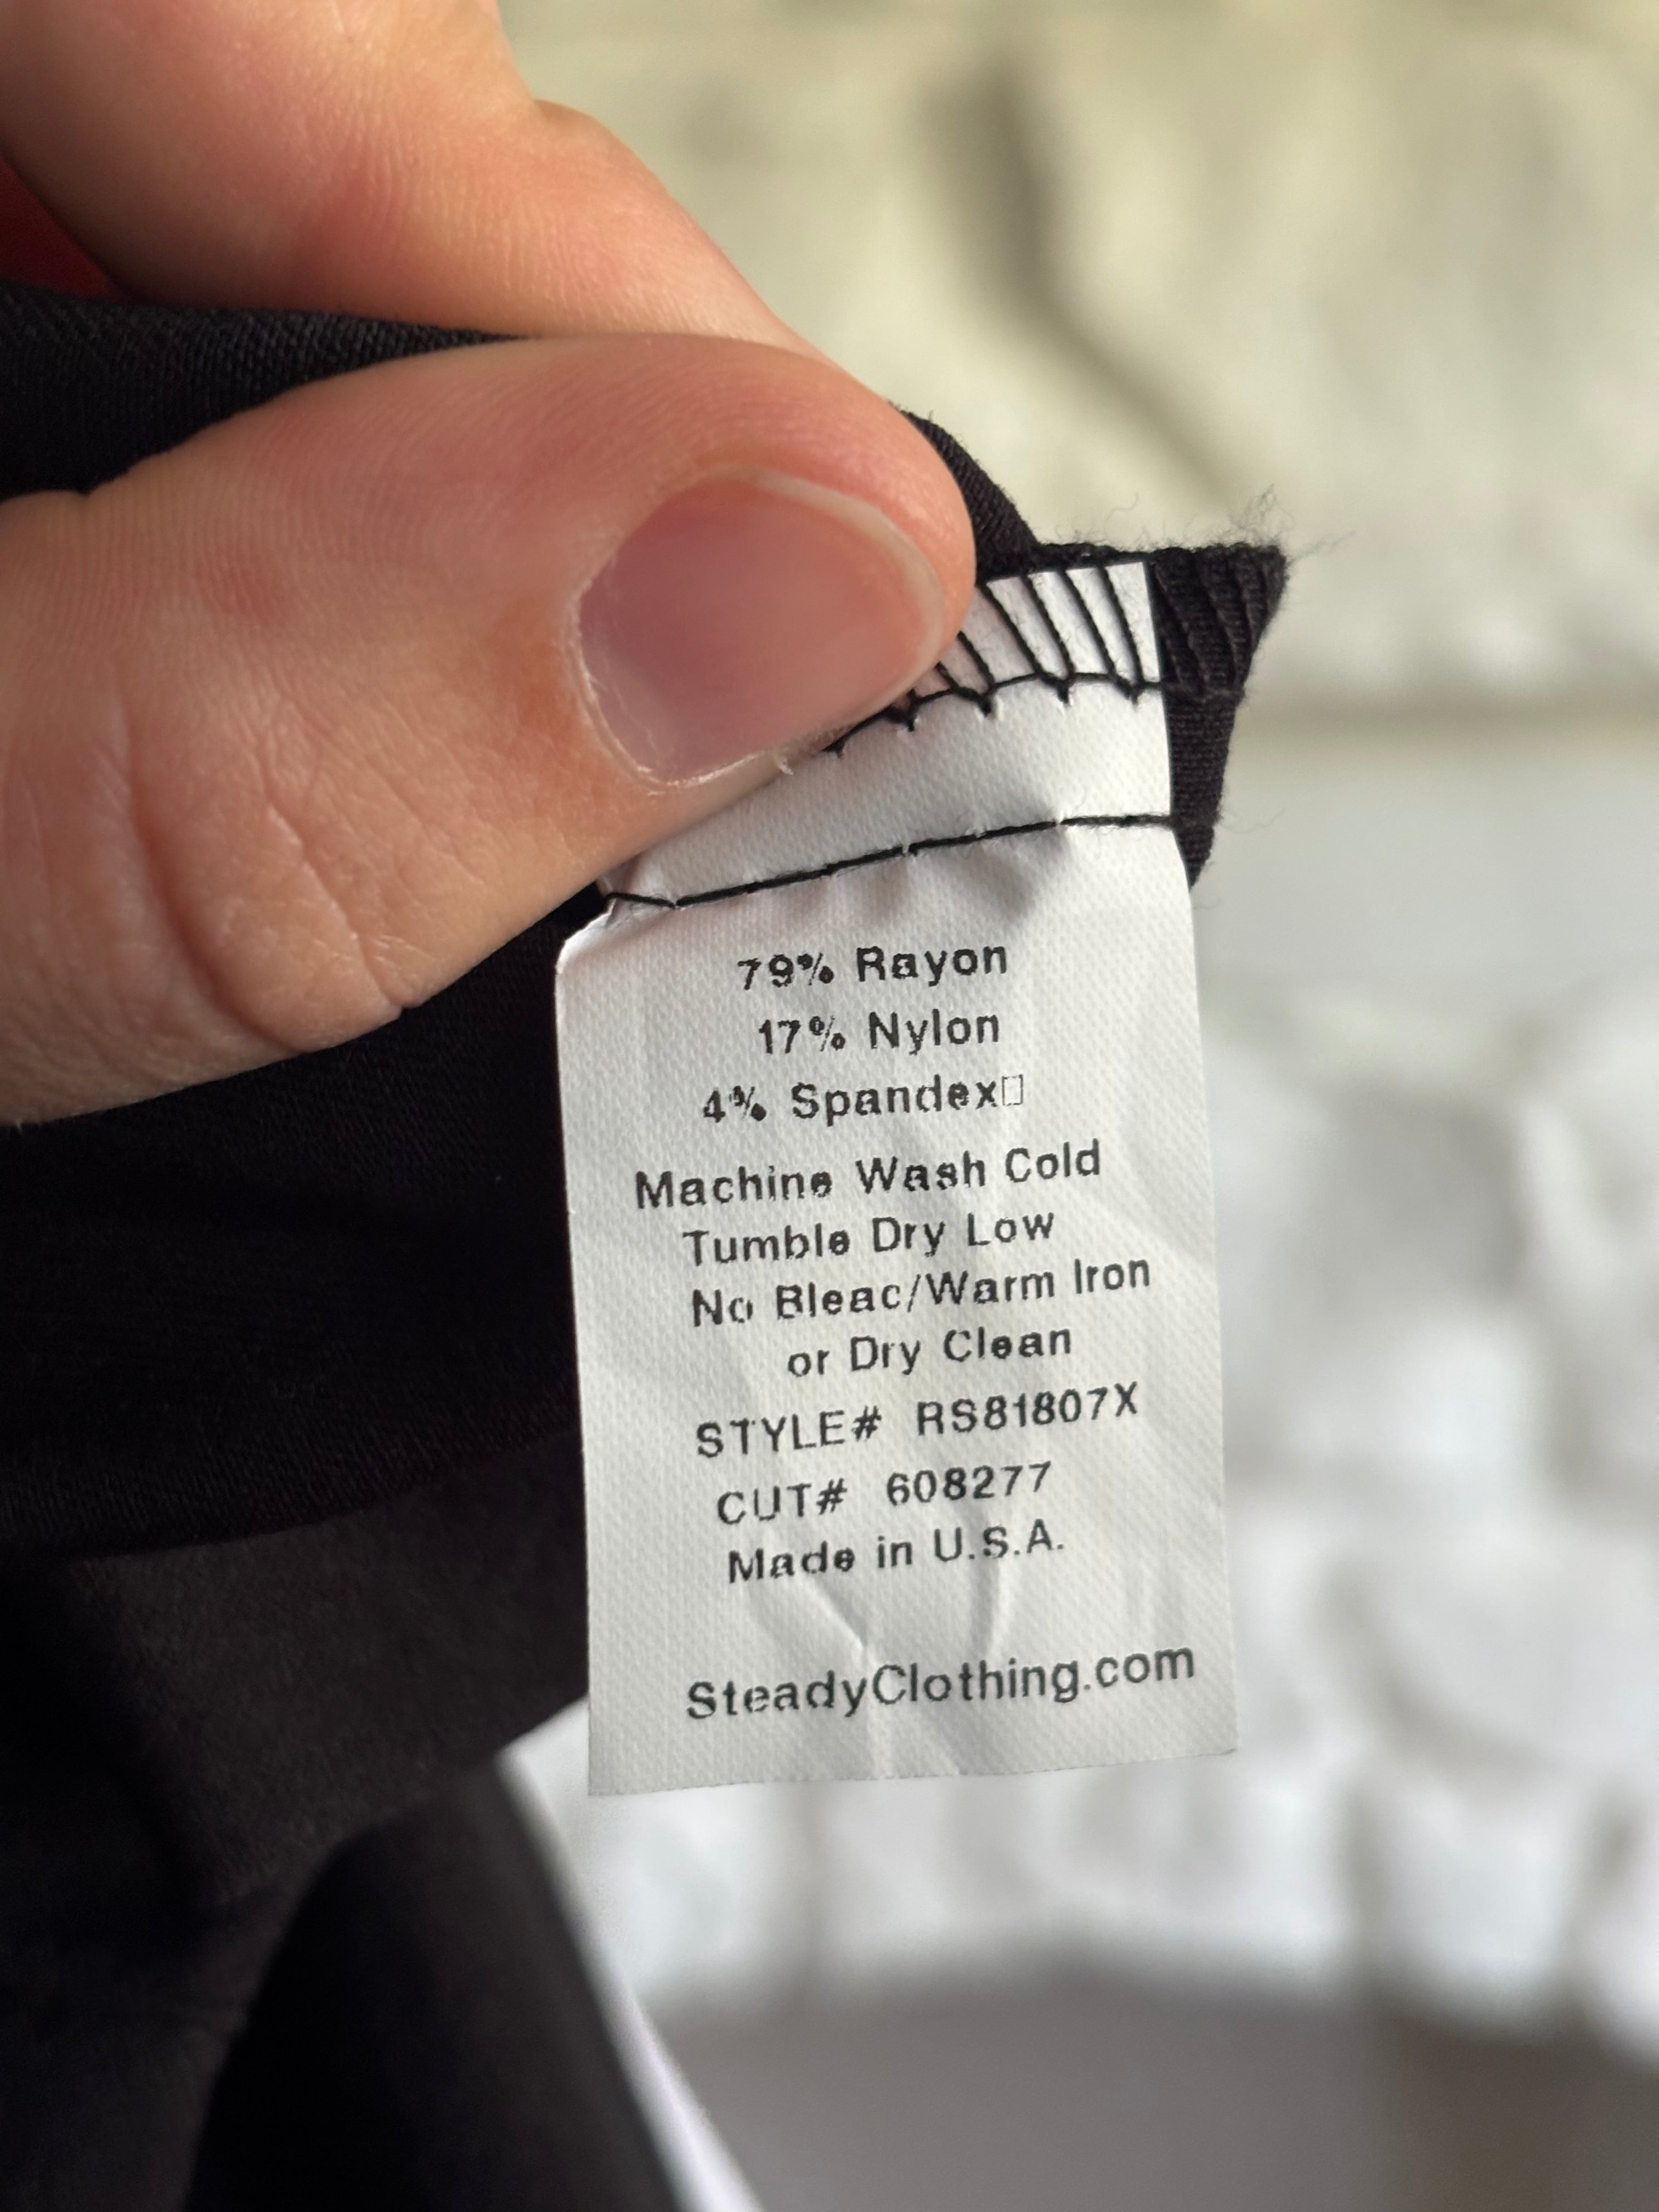 79% Rayon
17% Nylon
4% Spandex▯
Machine Wash Cold
Tumble Dry Low
No Bleac/Warm Iron
or Dry Clean
STYLE# RS81807X
CUT# 608277
Made in U.S.A.
SteadyClothing.com